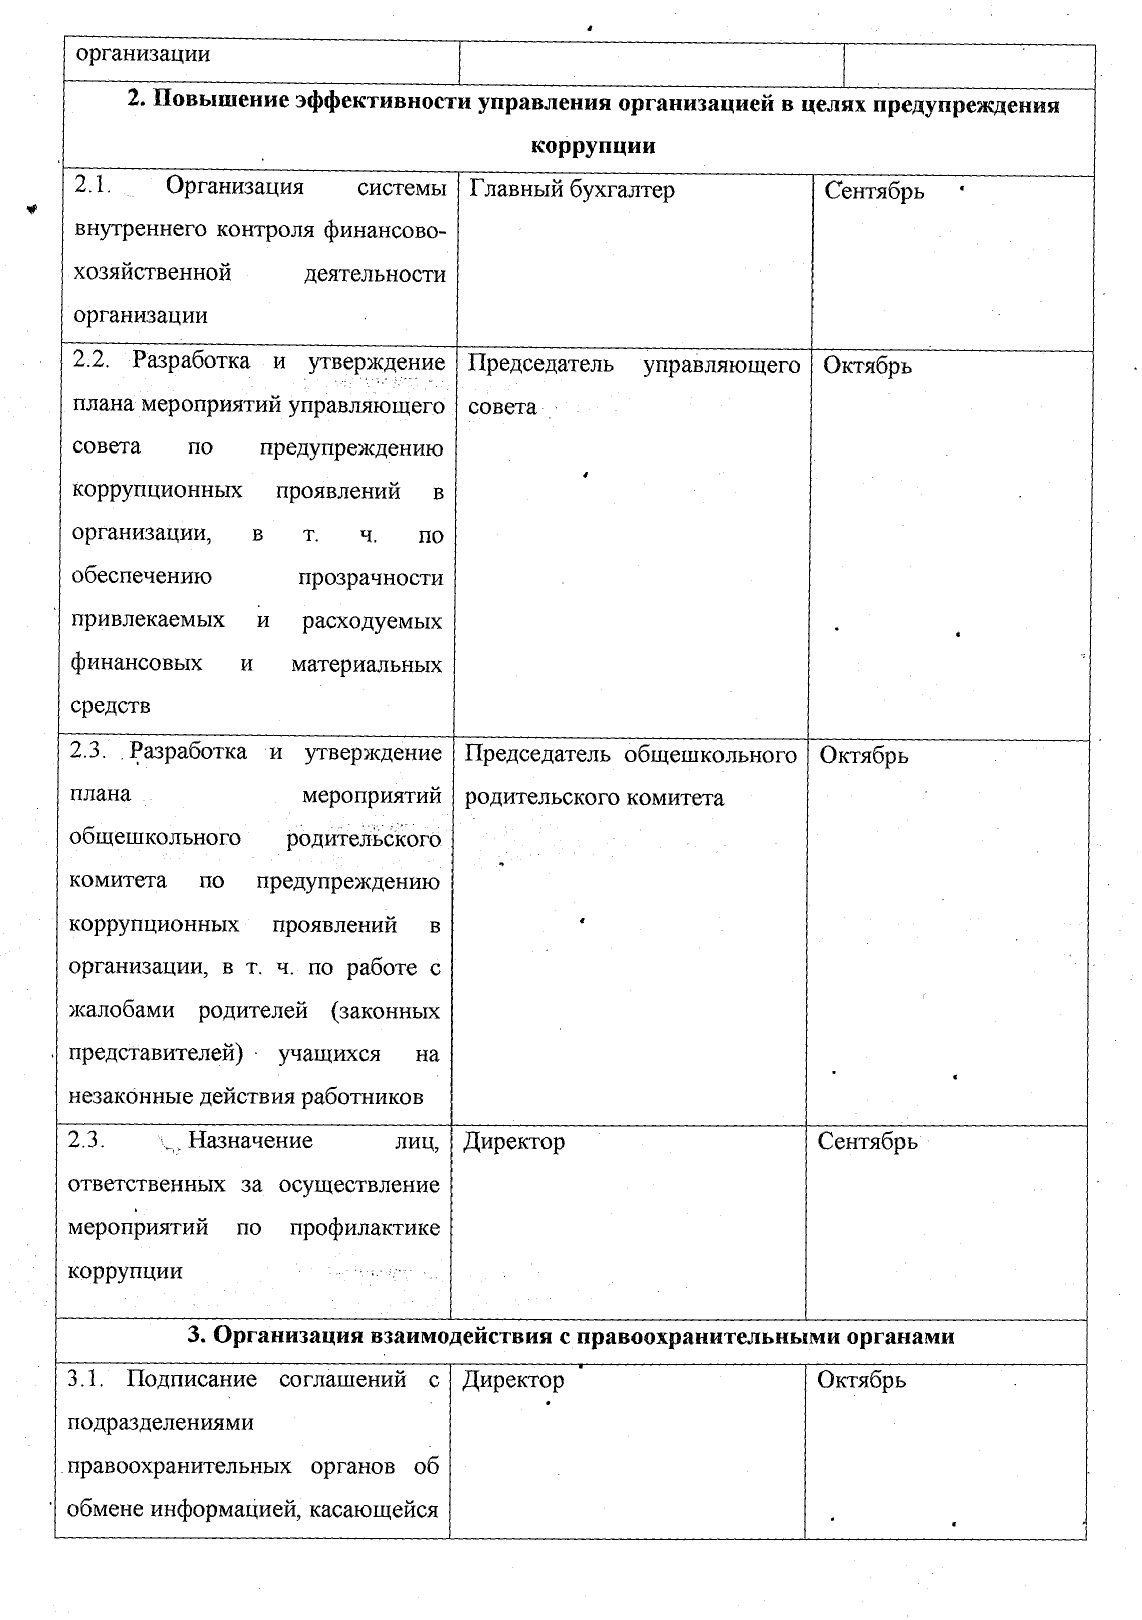 организации
2. Повышение эффективности управления организацией в целях предупреждения
коррупции
2.1. Организация системы
внутреннего контроля финансово-
хозяйственной деятельности
организации
Главный бухгалтер
Сентябрь
2.2. Разработка и утверждение
плана мероприятий управляющего
совета по предупреждению
коррупционных проявлений в
организации, в т. ч. по
обеспечению прозрачности
привлекаемых и расходуемых
финансовых и материальных
средств
Председатель управляющего
совета
Октябрь
2.3. Разработка и утверждение
плана мероприятий
общешкольного родительского
комитета по предупреждению
коррупционных проявлений в
организации, в т. ч. по работе с
жалобами родителей (законных
представителей) учащихся на
незаконные действия работников
Председатель общешкольного
родительского комитета
Октябрь
2.3. Назначение лиц,
ответственных за осуществление
мероприятий по профилактике
коррупции
Директор
Сентябрь
3. Организация взаимодействия с правоохранительными органами
3.1. Подписание соглашений с
подразделениями
правоохранительных органов об
обмене информацией, касающейся
Директор
Октябрь